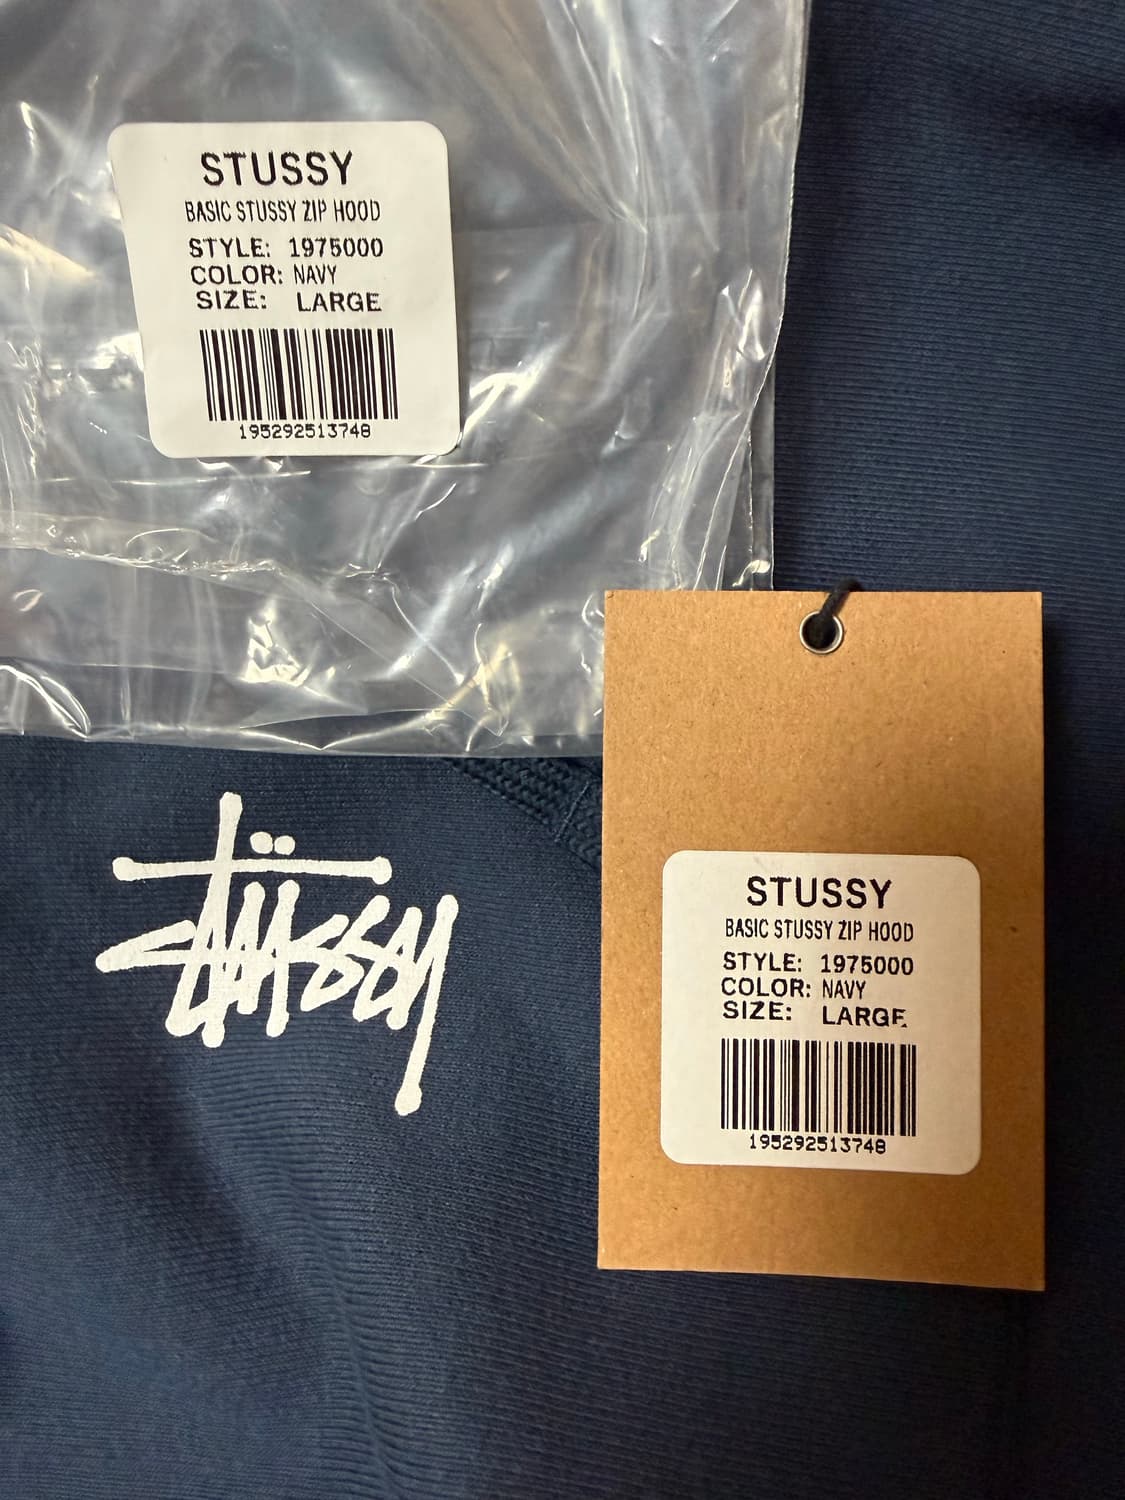 STUSSY
BASIC STUSSY ZIP HOOD
STYLE: 1975000
COLOR: NAVY
SIZE: LARGE
195292513748
Stüssy
STUSSY
BASIC STUSSY ZIP HOOD
STYLE: 1975000
COLOR: NAVY
SIZE: LARGE
195292513748